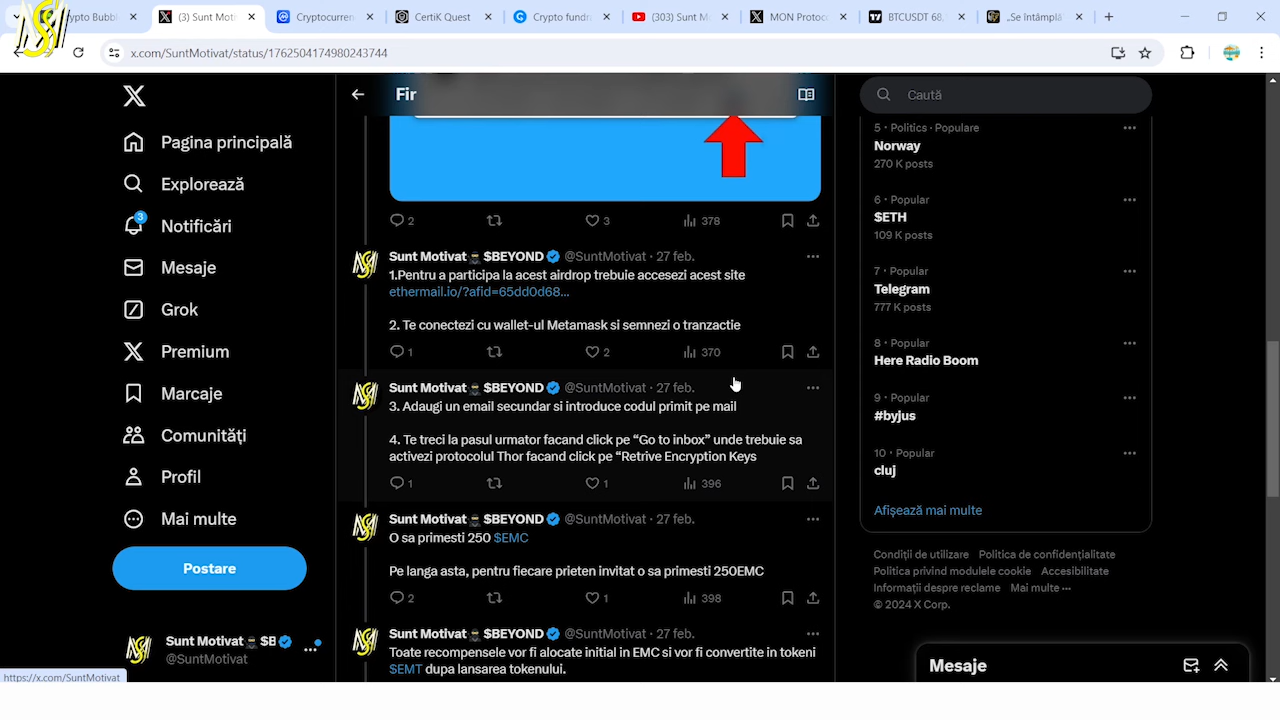 ypto Bubbl
(3) Sunt Mot
Cryptocurren
CertiK Quest
Crypto fundr
(303) Sunt M
MON Protoc
BTCUSDT 68,
„Se întâmpla
x.com/SuntMotivat/status/1762504174980243744
Pagina principală
Explorează
3
Notificări
Mesaje
Grok
Premium
Marcaje
Comunități
Profil
Mai multe
Postare
Sunt Motivat $B
@SuntMotivat
https://x.com/SuntMotivat
Fir
2 3 378
Sunt Motivat $BEYOND @SuntMotivat · 27 feb.
1.Pentru a participa la acest airdrop trebuie accesezi acest site
ethermail.io/?afid=65dd0d68...
2. Te conectezi cu wallet-ul Metamask si semnezi o tranzactie
1 2 370
Sunt Motivat $BEYOND @SuntMotivat · 27 feb.
3. Adaugi un email secundar si introduce codul primit pe mail
4. Te treci la pasul urmator facand click pe “Go to inbox” unde trebuie sa
activezi protocolul Thor facand click pe “Retrive Encryption Keys
1 1 396
Sunt Motivat $BEYOND @SuntMotivat · 27 feb.
O sa primesti 250 $EMC
Pe langa asta, pentru fiecare prieten invitat o sa primesti 250EMC
2 1 398
Sunt Motivat $BEYOND @SuntMotivat · 27 feb.
Toate recompensele vor fi alocate initial in EMC si vor fi convertite in tokeni
$EMT dupa lansarea tokenului.
Caută
5 · Politics · Populare
Norway
270 K posts
6 · Popular
$ETH
109 K posts
7 · Popular
Telegram
777 K posts
8 · Popular
Here Radio Boom
9 · Popular
#byjus
10 · Popular
cluj
Afișează mai multe
Condiții de utilizare Politica de confidențialitate
Politica privind modulele cookie Accesibilitate
Informații despre reclame Mai multe ···
© 2024 X Corp.
Mesaje